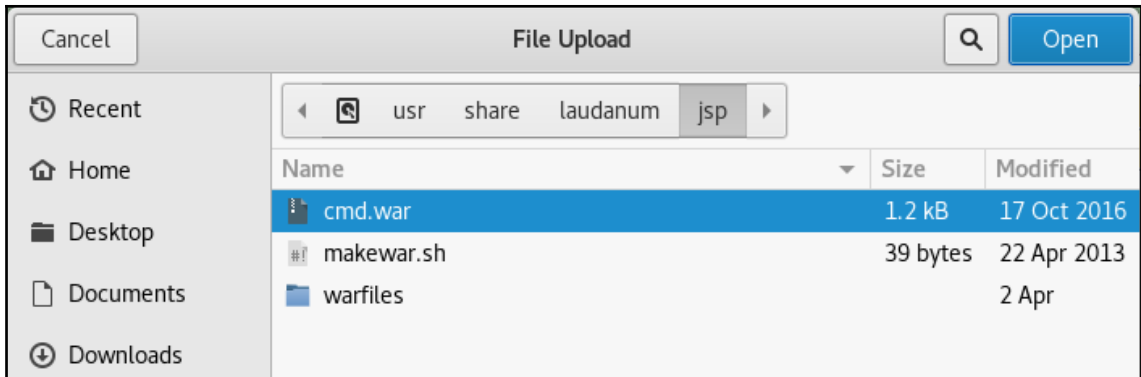 Cancel File Upload Open
Recent usr share laudanum jsp
Home Name Size Modified
cmd.war 1.2 kB 17 Oct 2016
Desktop
#! makewar.sh 39 bytes 22 Apr 2013
Documents warfiles 2 Apr
Downloads